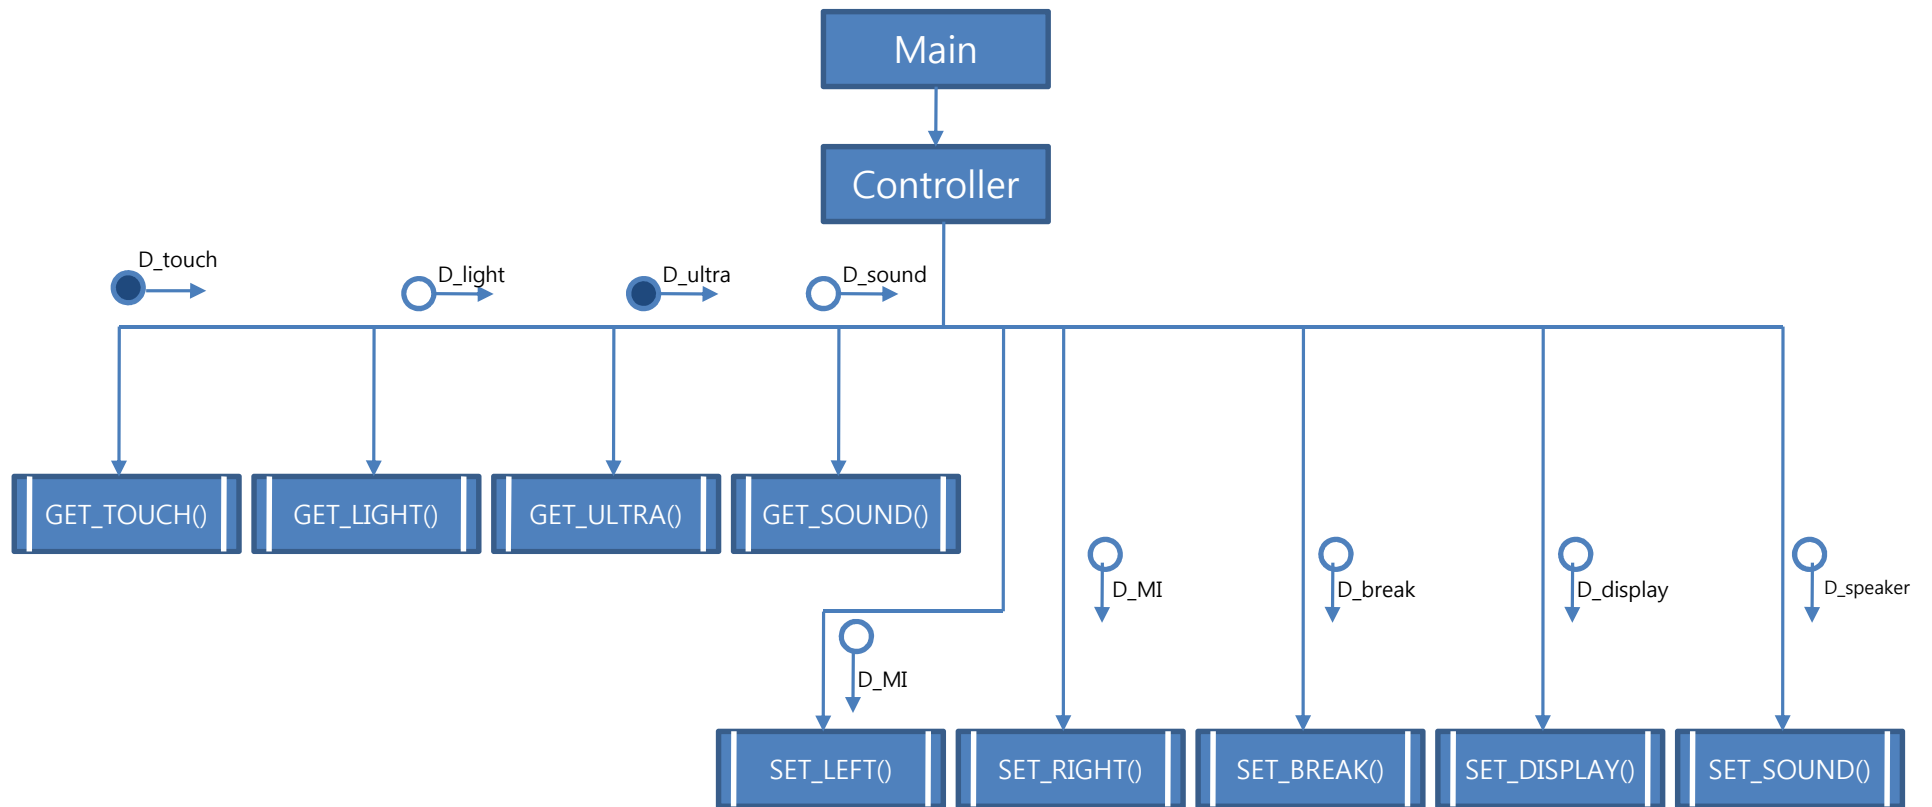 Main
Controller
D_touch
D_light
D_ultra
D_sound
GET_TOUCH()
GET_LIGHT()
GET_ULTRA()
GET_SOUND()
D_MI
D_break
D_display
D_speaker
D_MI
SET_LEFT()
SET_RIGHT()
SET_BREAK()
SET_DISPLAY()
SET_SOUND()